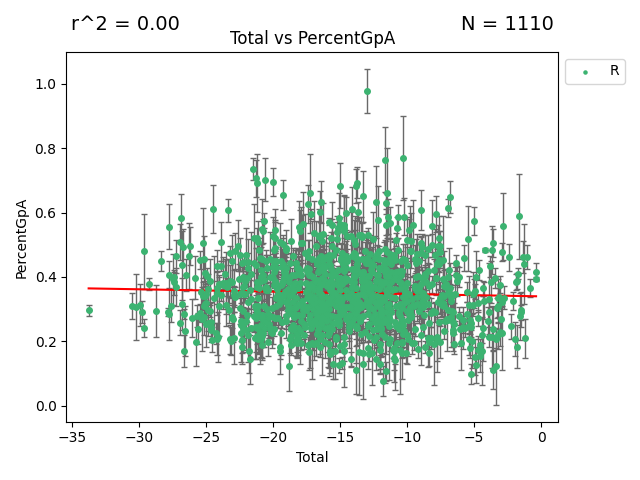 r^2 = 0.00
N = 1110
Total vs PercentGpA
R
1.0
0.8
0.6
0.4
0.2
0.0
PercentGpA
−35
−30
−25
−20
−15
−10
−5
0
Total